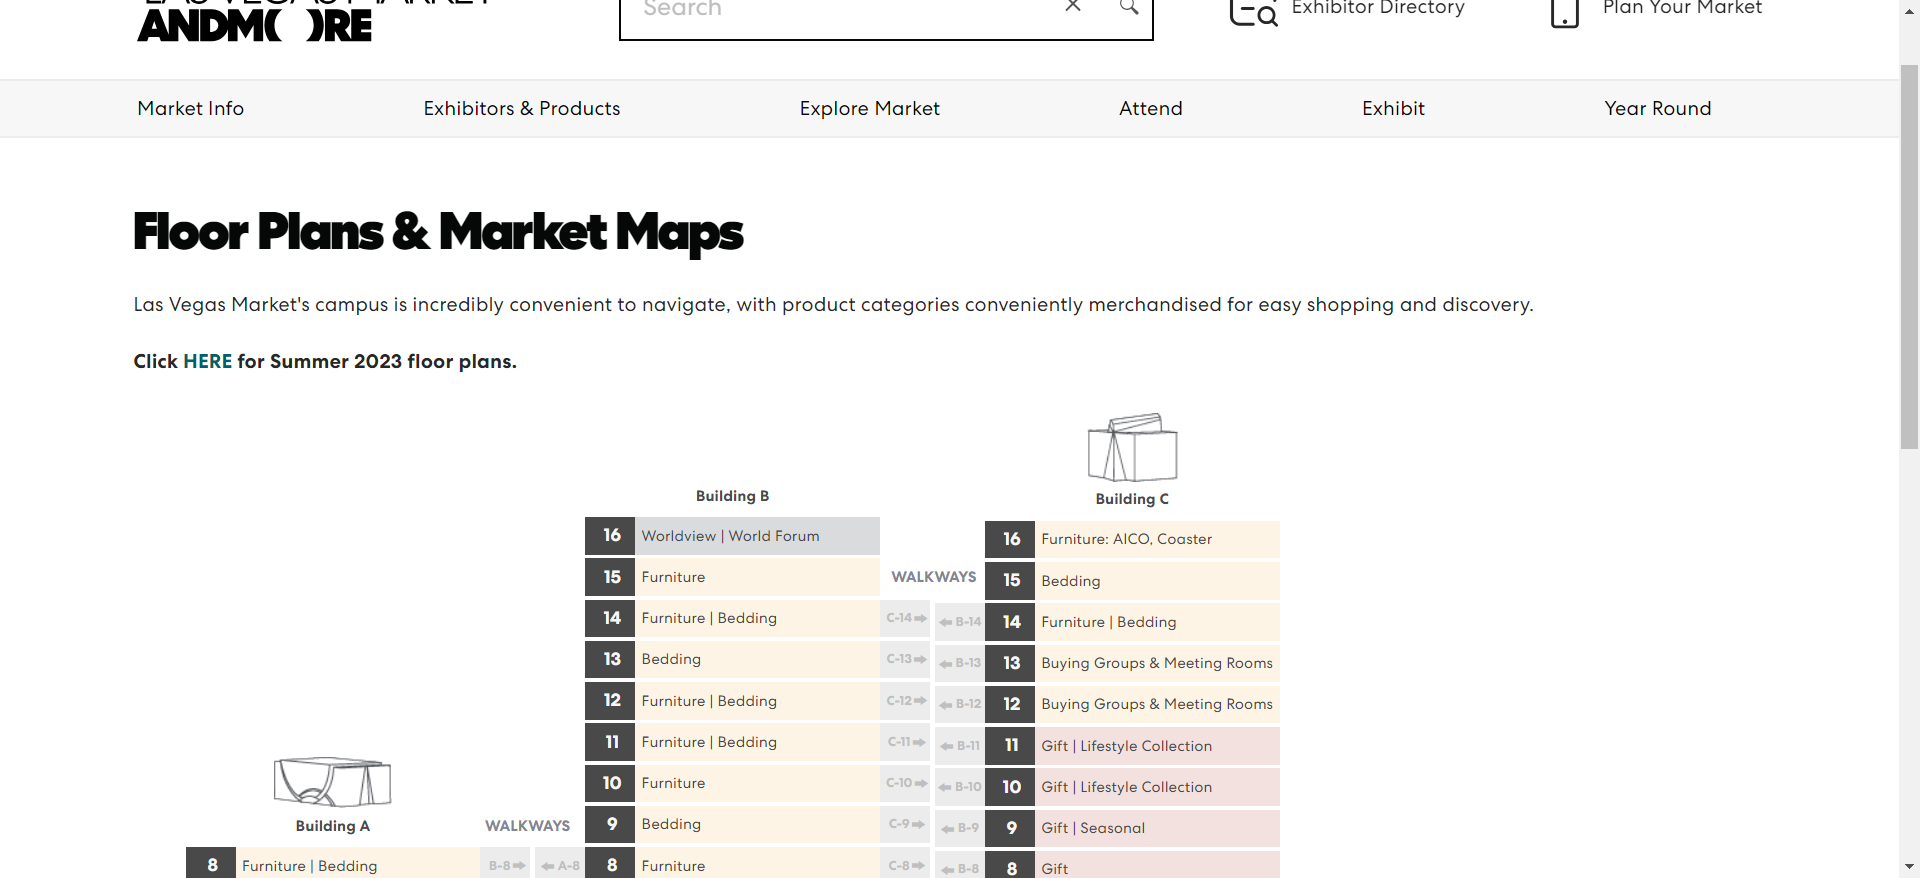 LAS VEGAS MARKET
ANDMORE
Search
Exhibitor Directory
Plan Your Market
Market Info
Exhibitors & Products
Explore Market
Attend
Exhibit
Year Round
Floor Plans & Market Maps
Las Vegas Market's campus is incredibly convenient to navigate, with product categories conveniently merchandised for easy shopping and discovery.
Click HERE for Summer 2023 floor plans.
Building B
Building C
16 Worldview | World Forum
16 Furniture: AICO, Coaster
15 Furniture
WALKWAYS
15 Bedding
14 Furniture | Bedding
C-14
B-14
14 Furniture | Bedding
13 Bedding
C-13
B-13
13 Buying Groups & Meeting Rooms
12 Furniture | Bedding
C-12
B-12
12 Buying Groups & Meeting Rooms
11 Furniture | Bedding
C-11
B-11
11 Gift | Lifestyle Collection
10 Furniture
C-10
B-10
10 Gift | Lifestyle Collection
Building A
WALKWAYS
9 Bedding
C-9
B-9
9 Gift | Seasonal
8 Furniture | Bedding
B-8
A-8
8 Furniture
C-8
B-8
8 Gift